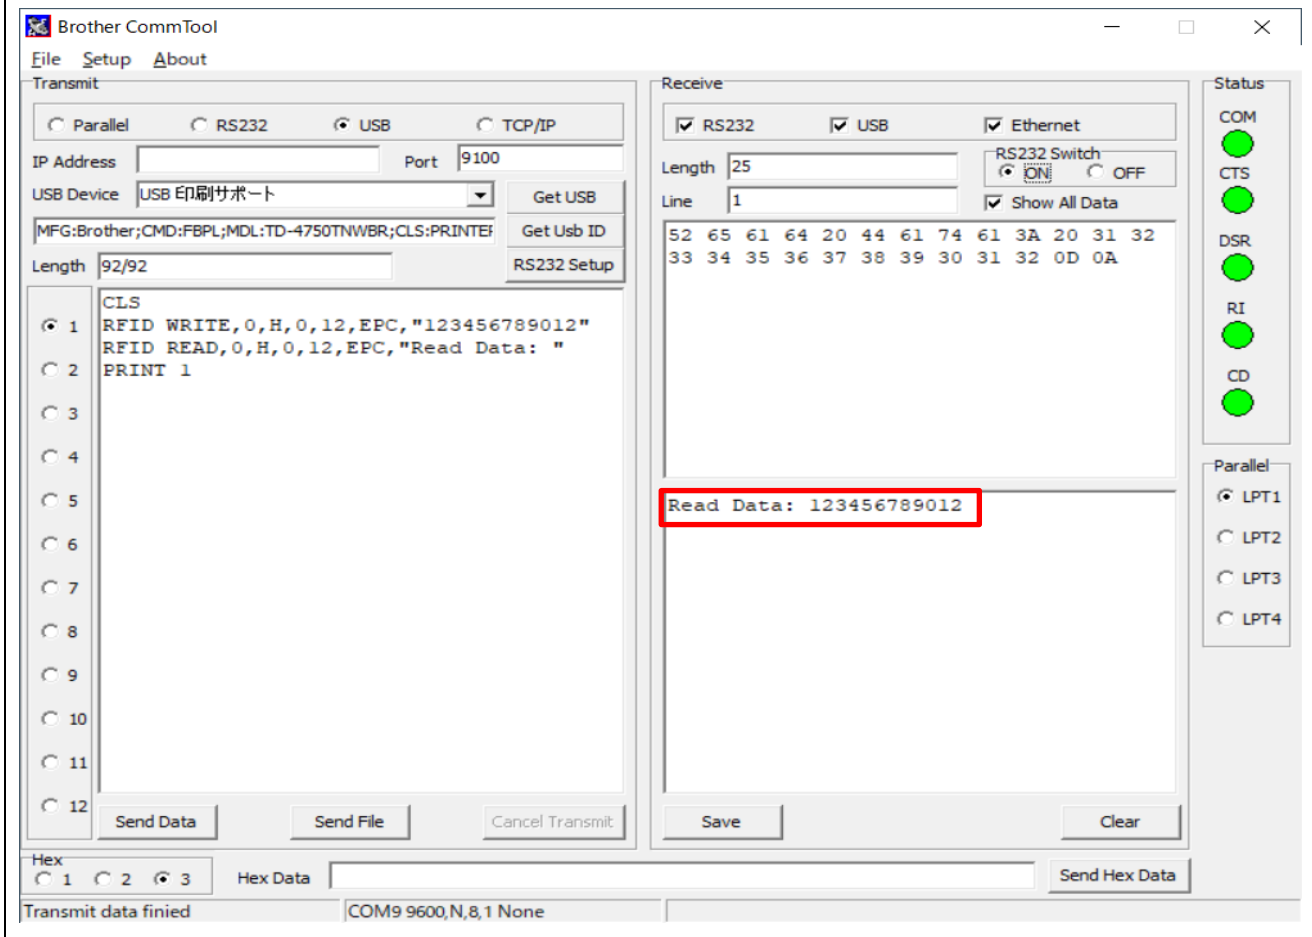 Brother CommTool
File Setup About
Transmit
Parallel RS232 USB TCP/IP
IP Address Port 9100
USB Device USB 印刷サポート Get USB
MFG:Brother;CMD:FBPL;MDL:TD-4750TNWBR;CLS:PRINTER Get Usb ID
Length 92/92 RS232 Setup
CLS
RFID WRITE,0,H,0,12,EPC,"123456789012"
RFID READ,0,H,0,12,EPC,"Read Data: "
PRINT 1
1
2
3
4
5
6
7
8
9
10
11
12
Send Data Send File Cancel Transmit
Receive
RS232 USB Ethernet
Length 25
RS232 Switch
ON OFF
Line 1
Show All Data
52 65 61 64 20 44 61 74 61 3A 20 31 32
33 34 35 36 37 38 39 30 31 32 0D 0A
Read Data: 123456789012
Save Clear
Status
COM
CTS
DSR
RI
CD
Parallel
LPT1
LPT2
LPT3
LPT4
Hex
1 2 3 Hex Data Send Hex Data
Transmit data finied COM9 9600,N,8,1 None